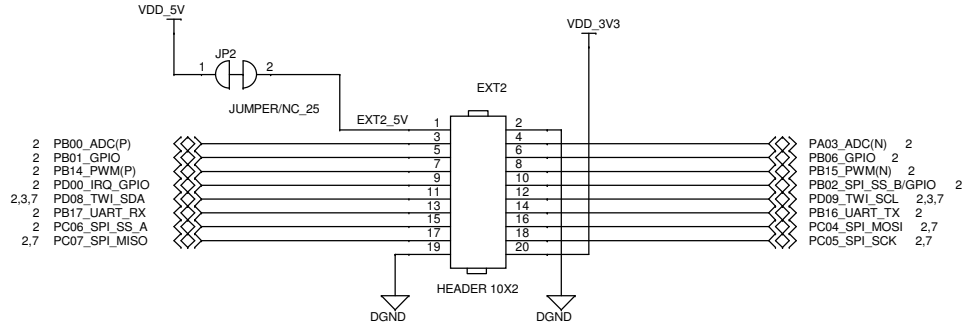 VDD_5V
VDD_3V3
JP2
1 2
EXT2
JUMPER/NC_25
EXT2_5V 1 2
2 PB00_ADC(P) 3 4 PA03_ADC(N) 2
2 PB01_GPIO 5 6 PB06_GPIO 2
2 PB14_PWM(P) 7 8 PB15_PWM(N) 2
2 PD00_IRQ_GPIO 9 10 PB02_SPI_SS_B/GPIO 2
2,3,7 PD08_TWI_SDA 11 12 PD09_TWI_SCL 2,3,7
2 PB17_UART_RX 13 14 PB16_UART_TX 2
2 PC06_SPI_SS_A 15 16 PC04_SPI_MOSI 2,7
2,7 PC07_SPI_MISO 17 18 PC05_SPI_SCK 2,7
19 20
HEADER 10X2
DGND DGND